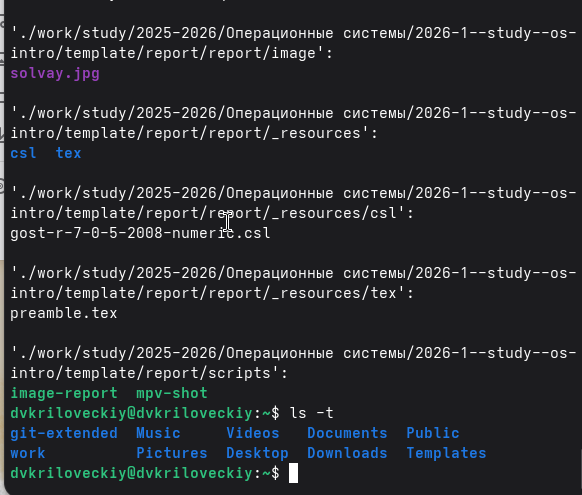 './work/study/2025-2026/Операционные системы/2026-1--study--os-
intro/template/report/report/image':
solvay.jpg
'./work/study/2025-2026/Операционные системы/2026-1--study--os-
intro/template/report/report/_resources':
csl  tex
'./work/study/2025-2026/Операционные системы/2026-1--study--os-
intro/template/report/report/_resources/csl':
gost-r-7-0-5-2008-numeric.csl
'./work/study/2025-2026/Операционные системы/2026-1--study--os-
intro/template/report/report/_resources/tex':
preamble.tex
'./work/study/2025-2026/Операционные системы/2026-1--study--os-
intro/template/report/scripts':
image-report  mpv-shot
dvkriloveckiy@dvkriloveckiy:~$ ls -t
git-extended  Music     Videos   Documents  Public
work          Pictures  Desktop  Downloads  Templates
dvkriloveckiy@dvkriloveckiy:~$